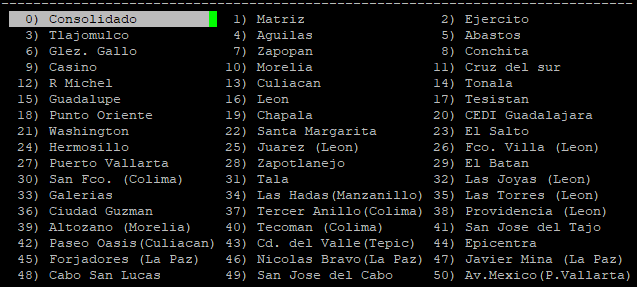 0) Consolidado 1) Matriz 2) Ejercito
3) Tlajomulco 4) Aguilas 5) Abastos
6) Glez. Gallo 7) Zapopan 8) Conchita
9) Casino 10) Morelia 11) Cruz del sur
12) R Michel 13) Culiacan 14) Tonala
15) Guadalupe 16) Leon 17) Tesistan
18) Punto Oriente 19) Chapala 20) CEDI Guadalajara
21) Washington 22) Santa Margarita 23) El Salto
24) Hermosillo 25) Juarez (Leon) 26) Fco. Villa (Leon)
27) Puerto Vallarta 28) Zapotlanejo 29) El Batan
30) San Fco. (Colima) 31) Tala 32) Las Joyas (Leon)
33) Galerias 34) Las Hadas(Manzanillo) 35) Las Torres (Leon)
36) Ciudad Guzman 37) Tercer Anillo(Colima) 38) Providencia (Leon)
39) Altozano (Morelia) 40) Tecoman (Colima) 41) San Jose del Tajo
42) Paseo Oasis(Culiacan) 43) Cd. del Valle(Tepic) 44) Epicentra
45) Forjadores (La Paz) 46) Nicolas Bravo(La Paz) 47) Javier Mina (La Paz)
48) Cabo San Lucas 49) San Jose del Cabo 50) Av.Mexico(P.Vallarta)